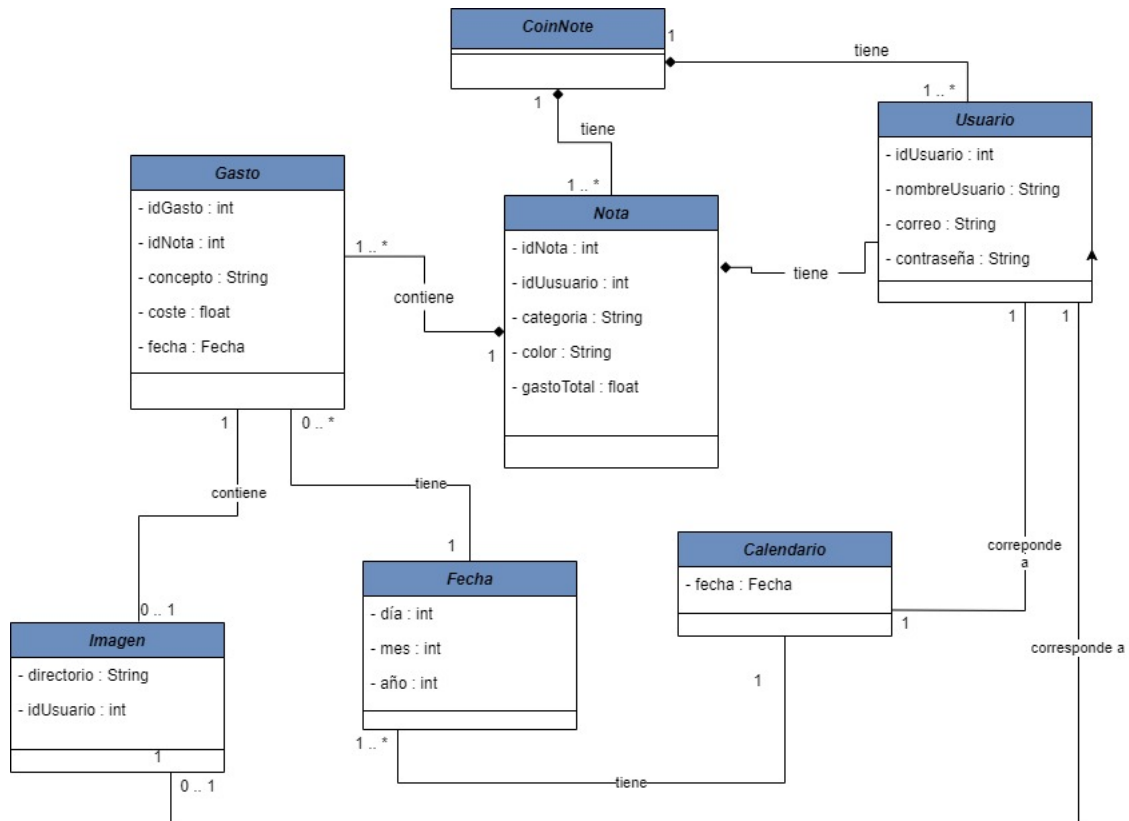 CoinNote
1
tiene
1 .. *
1
tiene
1 .. *
Usuario
- idUsuario : int
- nombreUsuario : String
- correo : String
- contraseña : String
Gasto
- idGasto : int
- idNota : int
- concepto : String
- coste : float
- fecha : Fecha
Nota
- idNota : int
- idUusuario : int
- categoria : String
- color : String
- gastoTotal : float
1 .. *
contiene
1
tiene
1
1
1
0 .. *
contiene
tiene
1
0 .. 1
Fecha
- día : int
- mes : int
- año : int
Calendario
- fecha : Fecha
correponde
a
1
corresponde a
Imagen
- directorio : String
- idUsuario : int
1
0 .. 1
1 .. *
tiene
1